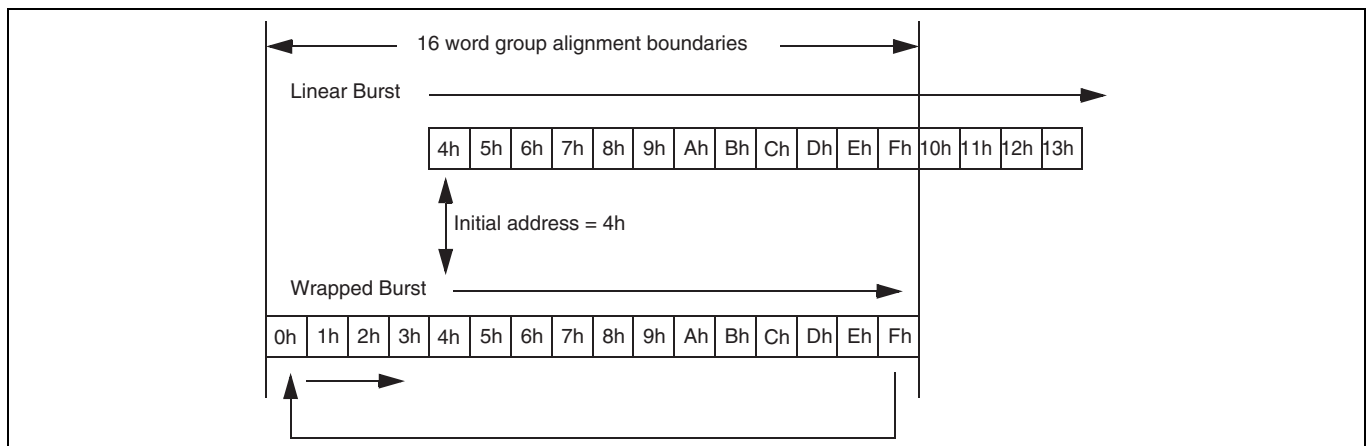 16 word group alignment boundaries
Linear Burst
4h 5h 6h 7h 8h 9h Ah Bh Ch Dh Eh Fh 10h 11h 12h 13h
Initial address = 4h
Wrapped Burst
0h 1h 2h 3h 4h 5h 6h 7h 8h 9h Ah Bh Ch Dh Eh Fh